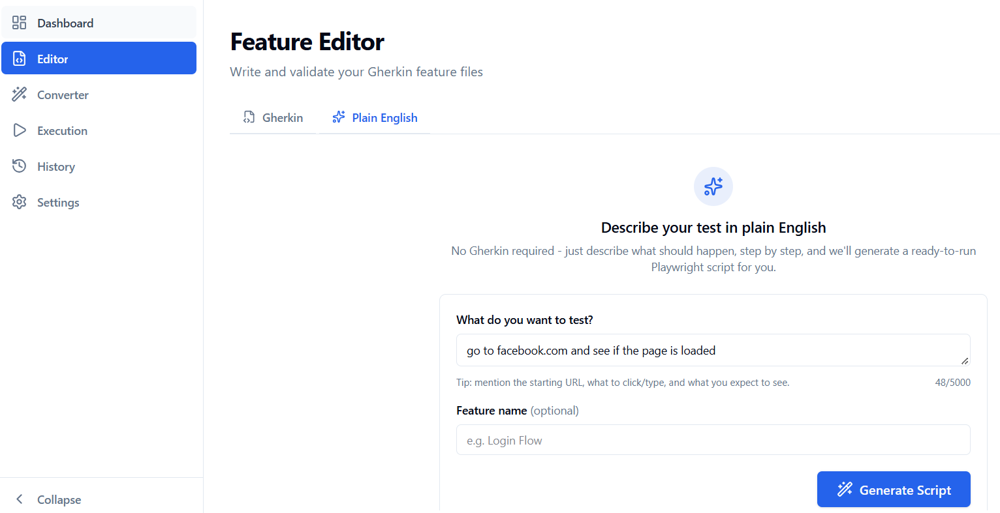 Dashboard
Editor
Converter
Execution
History
Settings
Collapse
Feature Editor
Write and validate your Gherkin feature files
Gherkin
Plain English
Describe your test in plain English
No Gherkin required - just describe what should happen, step by step, and we'll generate a ready-to-run
Playwright script for you.
What do you want to test?
go to facebook.com and see if the page is loaded
Tip: mention the starting URL, what to click/type, and what you expect to see.
48/5000
Feature name (optional)
e.g. Login Flow
Generate Script